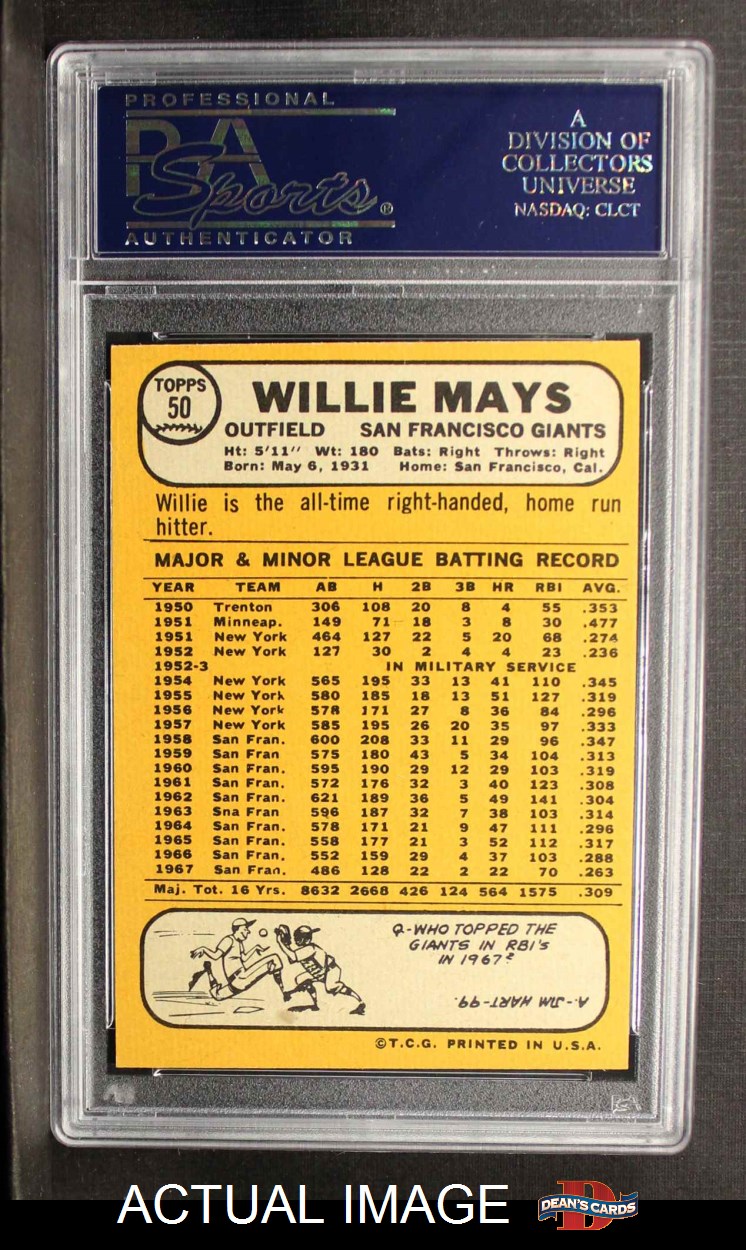 PROFESSIONAL
PSA
Sports®
AUTHENTICATOR
A
DIVISION OF
COLLECTORS
UNIVERSE
NASDAQ: CLCT
TOPPS
50
WILLIE MAYS
OUTFIELD SAN FRANCISCO GIANTS
Ht: 5'11" Wt: 180 Bats: Right Throws: Right
Born: May 6, 1931 Home: San Francisco, Cal.
Willie is the all-time right-handed, home run
hitter.
MAJOR & MINOR LEAGUE BATTING RECORD
YEAR TEAM AB H 2B 3B HR RBI AVG.
1950 Trenton 306 108 20 8 4 55 .353
1951 Minneap. 149 71 18 3 8 30 .477
1951 New York 464 127 22 5 20 68 .274
1952 New York 127 30 2 4 4 23 .236
1952-3 IN MILITARY SERVICE
1954 New York 565 195 33 13 41 110 .345
1955 New York 580 185 18 13 51 127 .319
1956 New York 578 171 27 8 36 84 .296
1957 New York 585 195 26 20 35 97 .333
1958 San Fran. 600 208 33 11 29 96 .347
1959 San Fran 575 180 43 5 34 104 .313
1960 San Fran. 595 190 29 12 29 103 .319
1961 San Fran. 572 176 32 3 40 123 .308
1962 San Fran. 621 189 36 5 49 141 .304
1963 Sna Fran 596 187 32 7 38 103 .314
1964 San Fran. 578 171 21 9 47 111 .296
1965 San Fran. 558 177 21 3 52 112 .317
1966 San Fran. 552 159 29 4 37 103 .288
1967 San Fran. 486 128 22 2 22 70 .263
Maj. Tot. 16 Yrs. 8632 2668 426 124 564 1575 .309
Q-WHO TOPPED THE
GIANTS IN RBI'S
IN 1967?
A.-JIM HART-99.
©T.C.G. PRINTED IN U.S.A.
ACTUAL IMAGE
DEAN'S CARDS